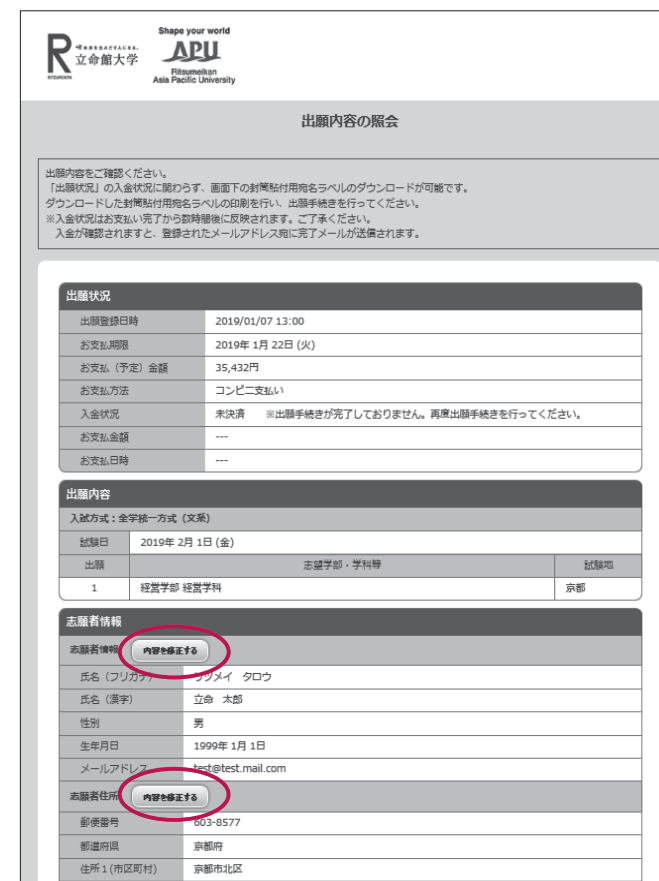 Shape your world
R 立命館大学 APU
RITSUMEIKAN
Ritsumeikan
Asia Pacific University
出願内容の照会
出願内容をご確認ください。
「出願状況」の入金状況に関わらず、画面下の封筒貼付用宛名ラベルのダウンロードが可能です。
ダウンロードした封筒貼付用宛名ラベルの印刷を行い、出願手続きを行ってください。
※入金状況はお支払い完了から数時間後に反映されます。ご了承ください。
入金が確認されますと、登録されたメールアドレス宛に完了メールが送信されます。
出願状況
出願登録日時 2019/01/07 13:00
お支払期限 2019年 1月 22日 (火)
お支払（予定）金額 35,432円
お支払方法 コンビニ支払い
入金状況 未決済 ※出願手続きが完了しておりません。再度出願手続きを行ってください。
お支払金額 ---
お支払日時 ---
出願内容
入試方式：全学統一方式（文系）
試験日 2019年 2月 1日 (金)
出願 志望学部・学科等 試験地
1 経営学部 経営学科 京都
志願者情報
志願者情報 内容を修正する
氏名（フリガナ） リツメイ タロウ
氏名（漢字） 立命 太郎
性別 男
生年月日 1999年 1月 1日
メールアドレス test@test.mail.com
志願者住所 内容を修正する
郵便番号 603-8577
都道府県 京都府
住所１(市区町村) 京都市北区